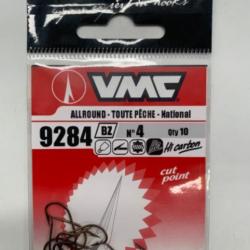 VMC
ALLROUND - TOUTE PÊCHE - National
9284 BZ N°4 Qty 10
Hi carbon
cut
point